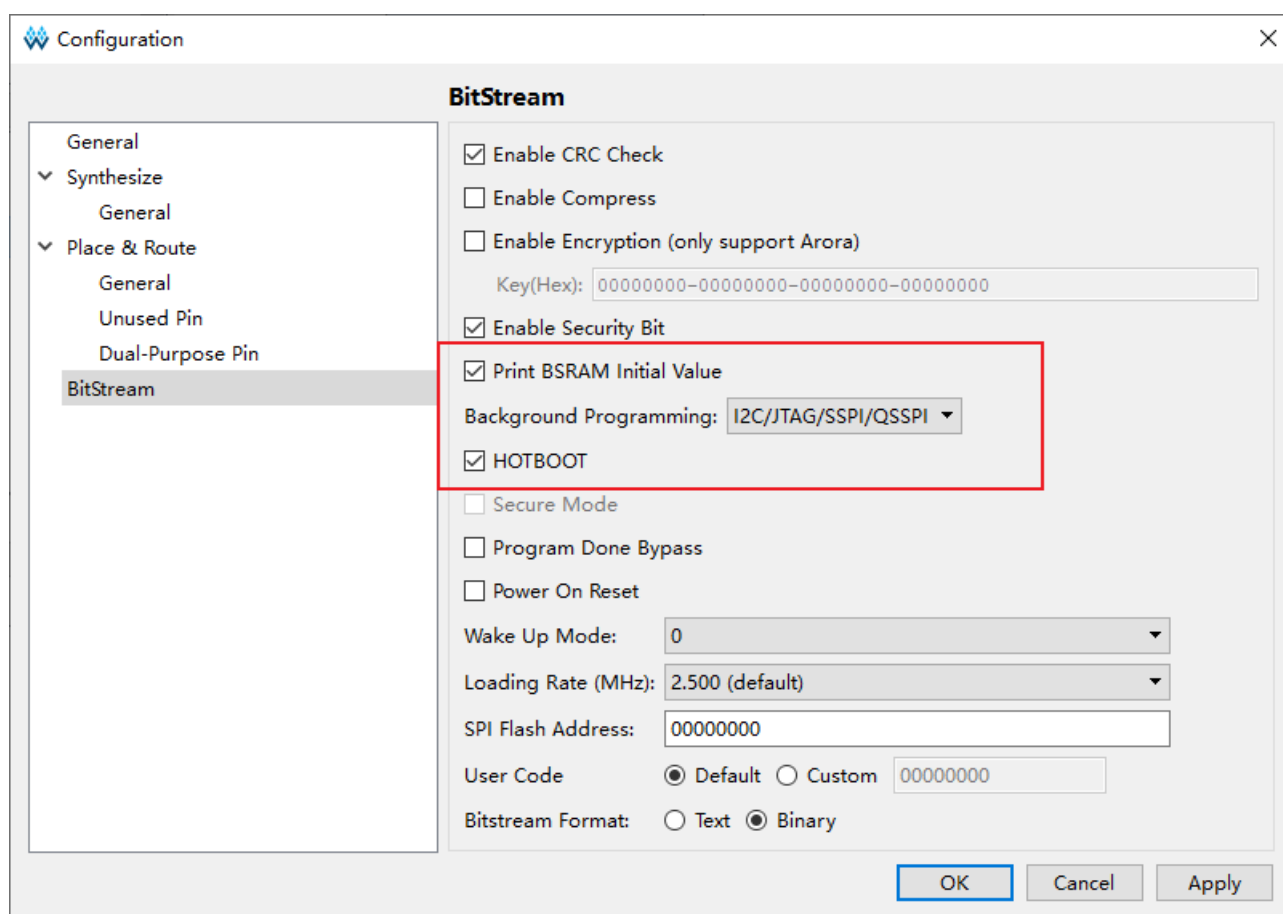 Configuration
BitStream
General
Synthesize
General
Place & Route
General
Unused Pin
Dual-Purpose Pin
BitStream
Enable CRC Check
Enable Compress
Enable Encryption (only support Arora)
Key(Hex): 00000000-00000000-00000000-00000000
Enable Security Bit
Print BSRAM Initial Value
Background Programming: I2C/JTAG/SSPI/QSSPI
HOTBOOT
Secure Mode
Program Done Bypass
Power On Reset
Wake Up Mode: 0
Loading Rate (MHz): 2.500 (default)
SPI Flash Address: 00000000
User Code Default Custom 00000000
Bitstream Format: Text Binary
OK Cancel Apply